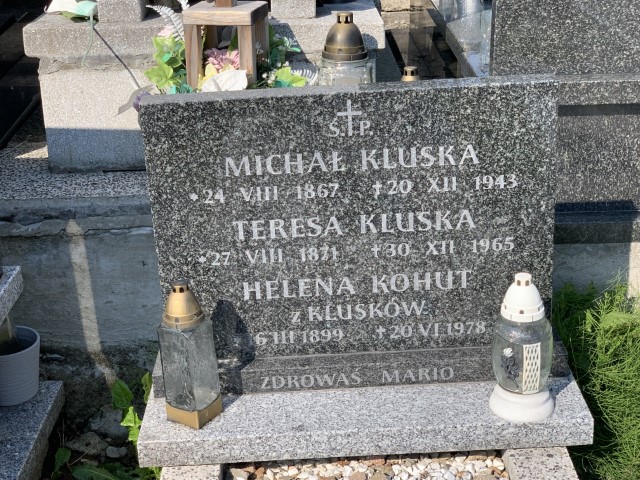 Ś.†P.
MICHAŁ KLUSKA
*24 VIII 1867 †20 XII 1943
TERESA KLUSKA
*27 VIII 1871 †30 XII 1965
HELENA KOHUT
Z KLUSKÓW
6 III 1899 †20 VI 1978
ZDROWAŚ MARIO